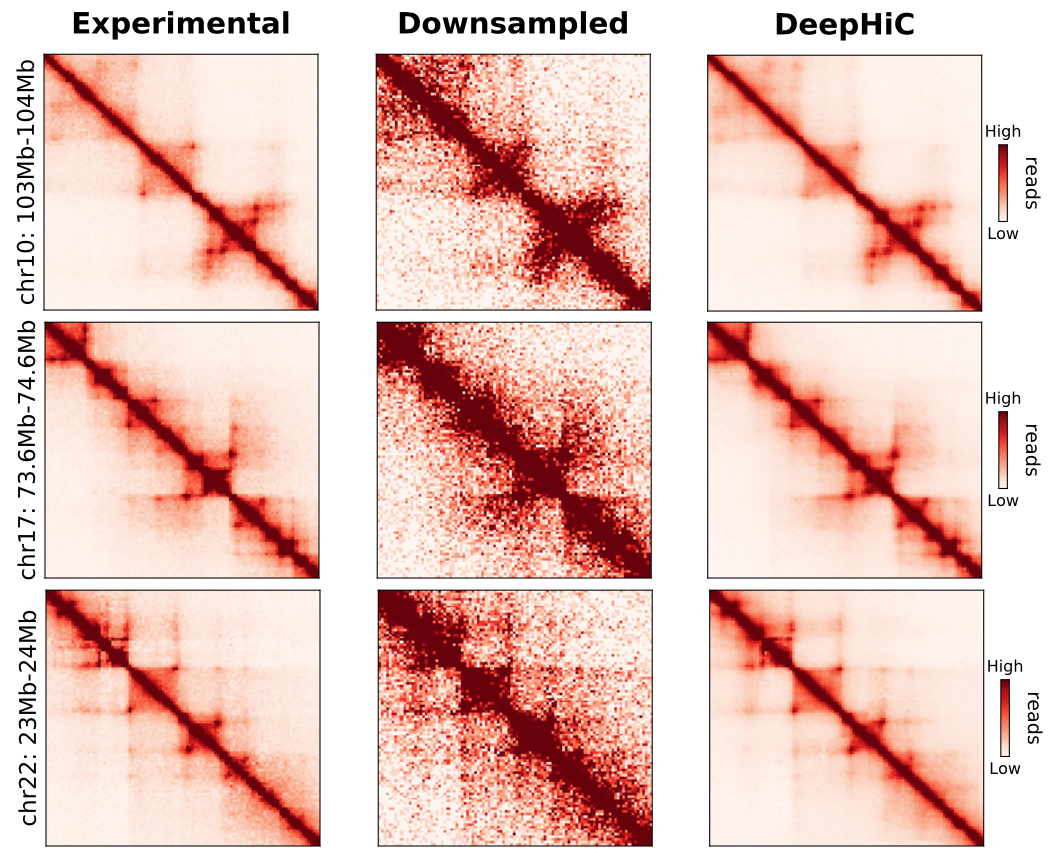 Experimental
Downsampled
DeepHiC
chr10: 103Mb-104Mb
High
reads
Low
chr17: 73.6Mb-74.6Mb
High
reads
Low
chr22: 23Mb-24Mb
High
reads
Low